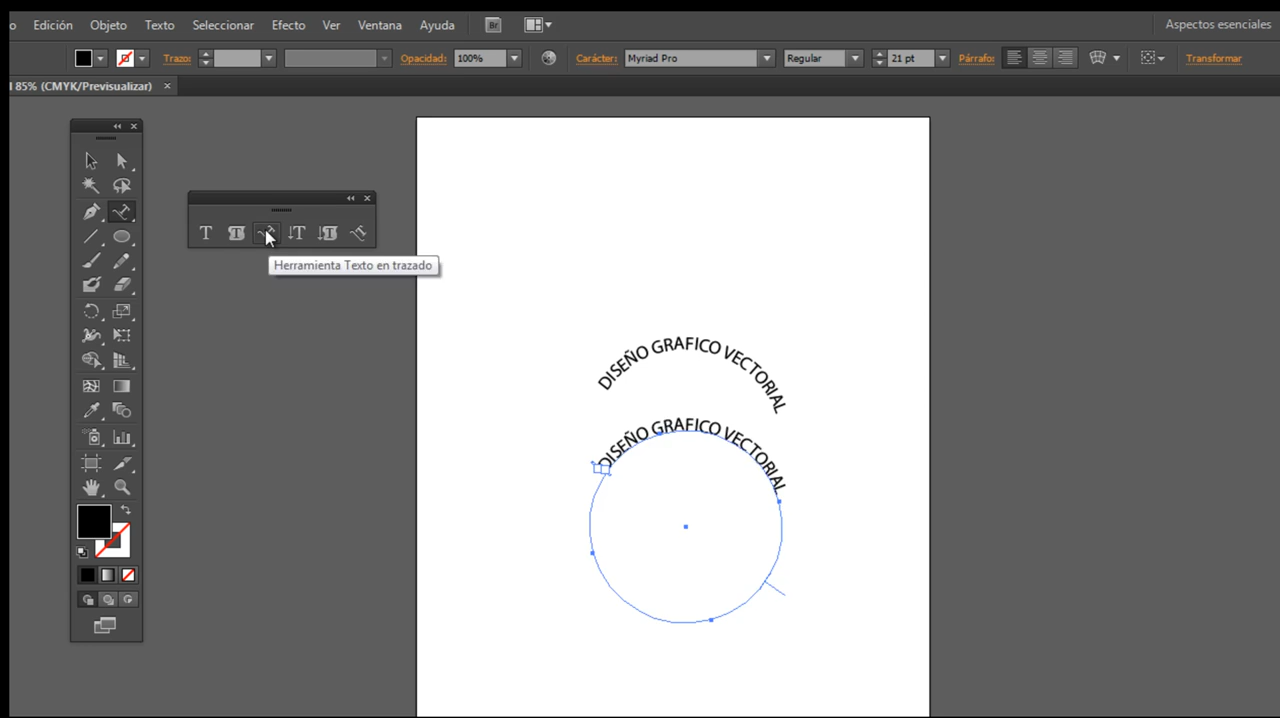 o Edición Objeto Texto Seleccionar Efecto Ver Ventana Ayuda Br Aspectos esenciales
Trazo: Opacidad: 100% Carácter: Myriad Pro Regular 21 pt Párrafo: Transformar
85% (CMYK/Previsualizar) ×
Herramienta Texto en trazado
DISEÑO GRAFICO VECTORIAL
DISEÑO GRAFICO VECTORIAL